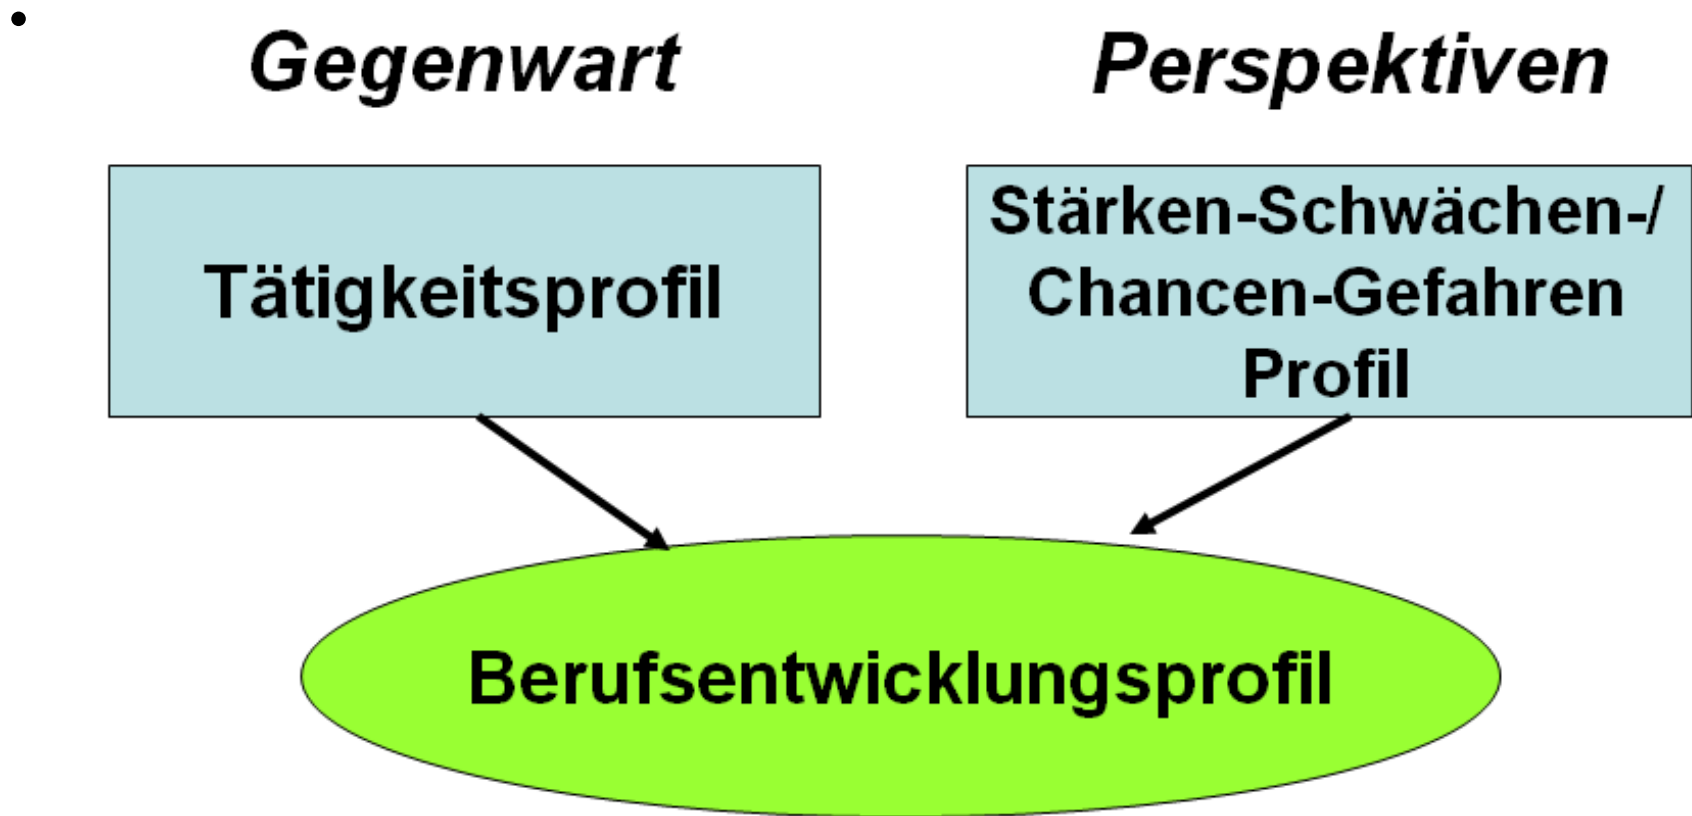 Gegenwart
Perspektiven
Tätigkeitsprofil
Stärken-Schwächen-/
Chancen-Gefahren
Profil
Berufsentwicklungsprofil